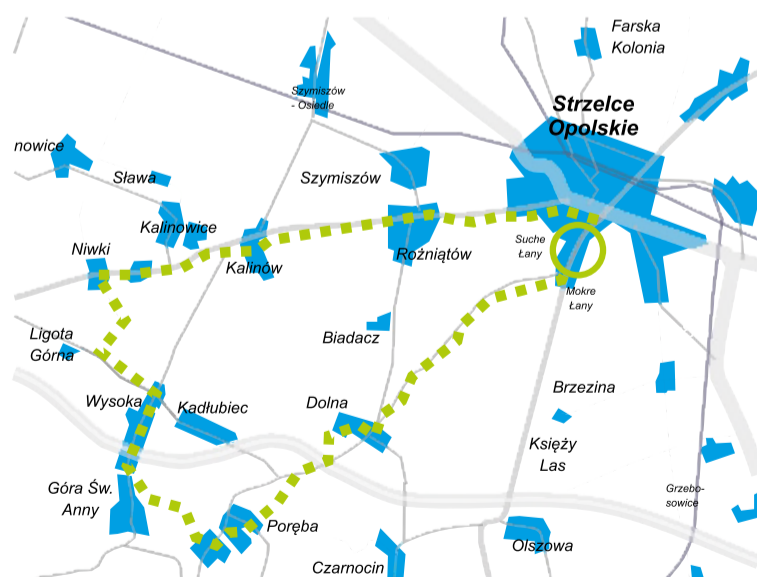 Farska
Kolonia
Szymiszów
- Osiedle
Strzelce
Opolskie
nowice
Sława
Szymiszów
Kalinowice
Niwki
Kalinów
Rożniątów
Suche
Łany
Mokre
Łany
Ligota
Górna
Biadacz
Wysoka
Kadłubiec
Dolna
Brzezina
Księży
Las
Góra Św.
Anny
Poręba
Grzebo-
sowice
Olszowa
Czarnocin